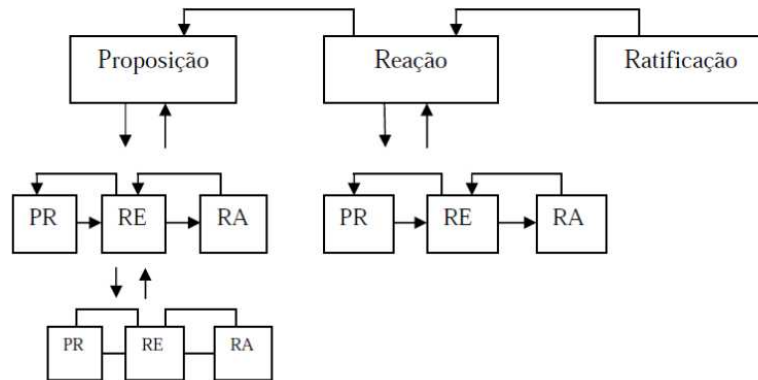 Proposição
Reação
Ratificação
PR
RE
RA
PR
RE
RA
PR
RE
RA